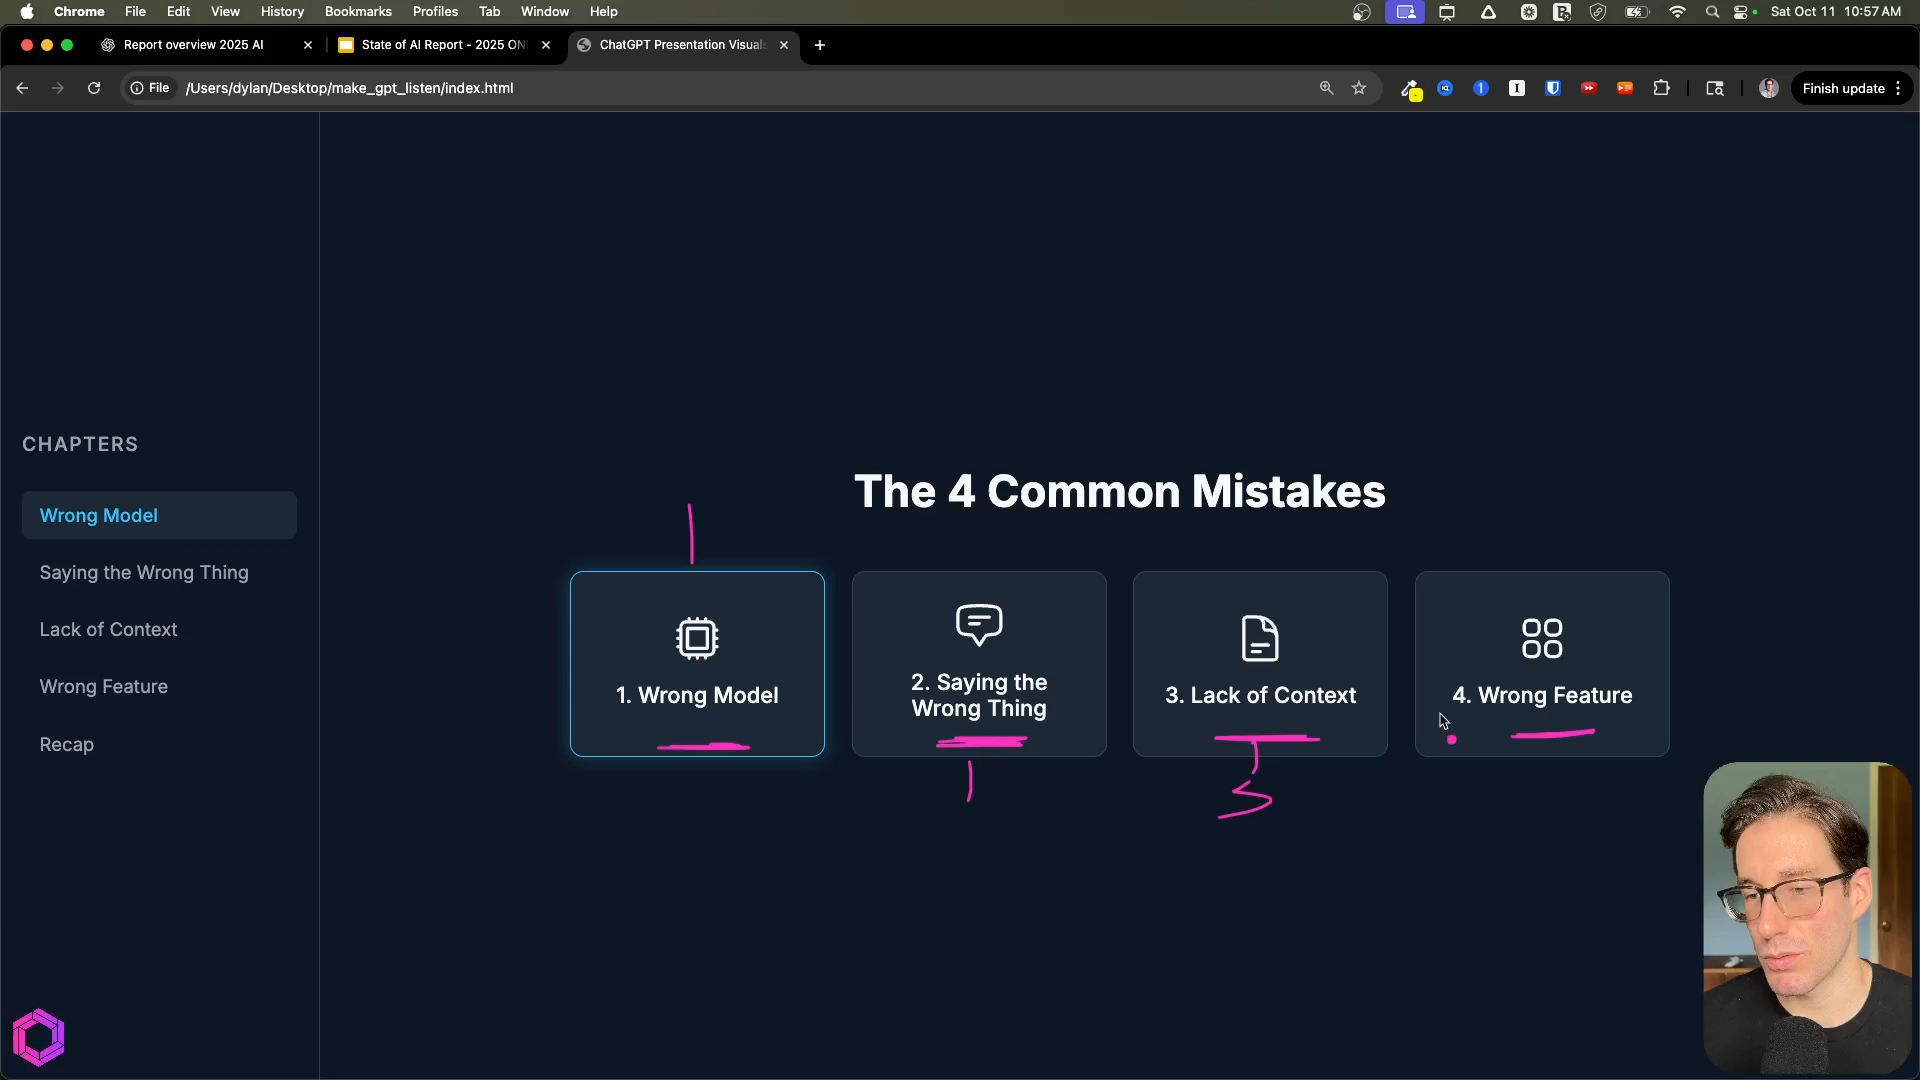 Chrome File Edit View History Bookmarks Profiles Tab Window Help
Sat Oct 11 10:57 AM
Report overview 2025 AI
State of AI Report - 2025 ON
ChatGPT Presentation Visual
File /Users/dylan/Desktop/make_gpt_listen/index.html
Finish update
CHAPTERS
Wrong Model
Saying the Wrong Thing
Lack of Context
Wrong Feature
Recap
The 4 Common Mistakes
1. Wrong Model
2. Saying the
Wrong Thing
3. Lack of Context
4. Wrong Feature